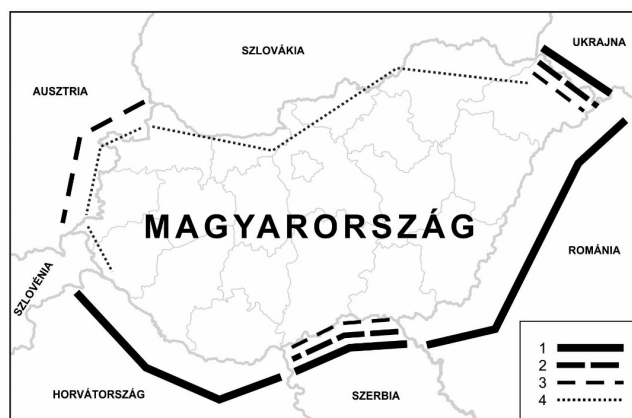 SZLOVÁKIA
UKRAJNA
AUSZTRIA
MAGYARORSZÁG
ROMÁNIA
SZLOVÉNIA
HORVÁTORSZÁG
SZERBIA
1
2
3
4